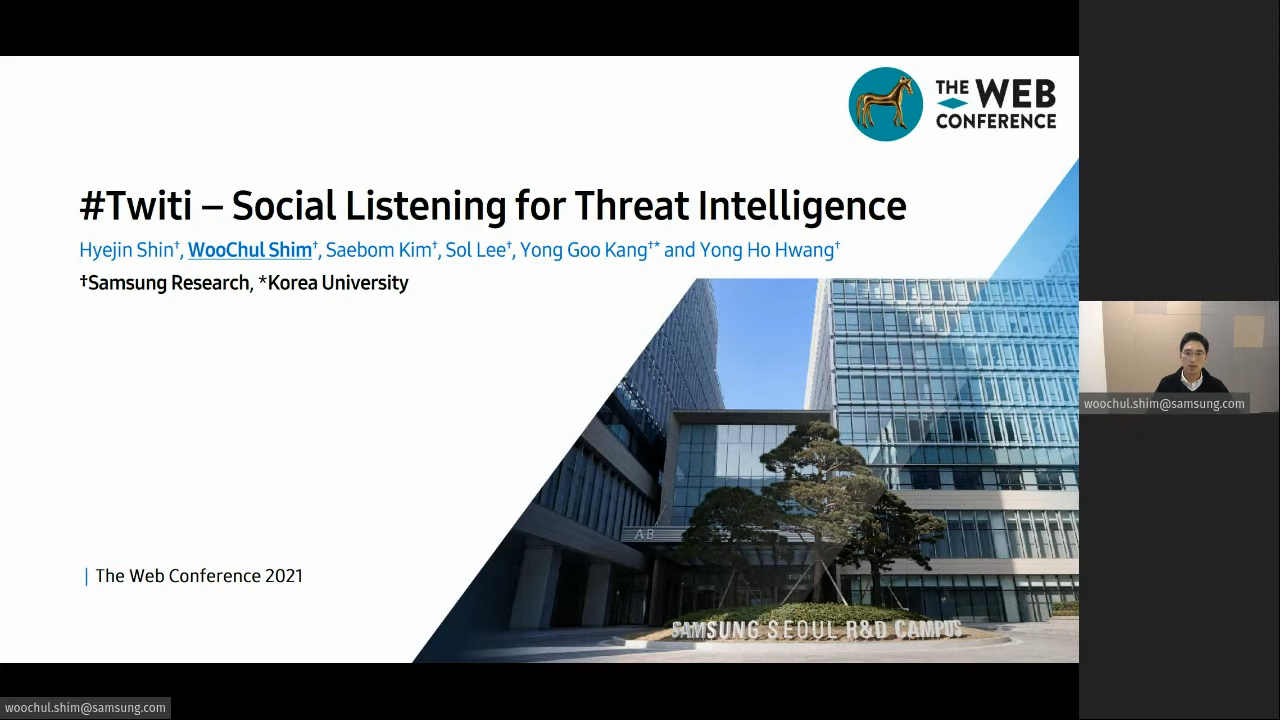 THE WEB
CONFERENCE
#Twiti – Social Listening for Threat Intelligence
Hyejin Shin†, WooChul Shim†, Saebom Kim†, Sol Lee†, Yong Goo Kang†* and Yong Ho Hwang†
†Samsung Research, *Korea University
AB
SAMSUNG SEOUL R&D CAMPUS
The Web Conference 2021
woochul.shim@samsung.com
woochul.shim@samsung.com